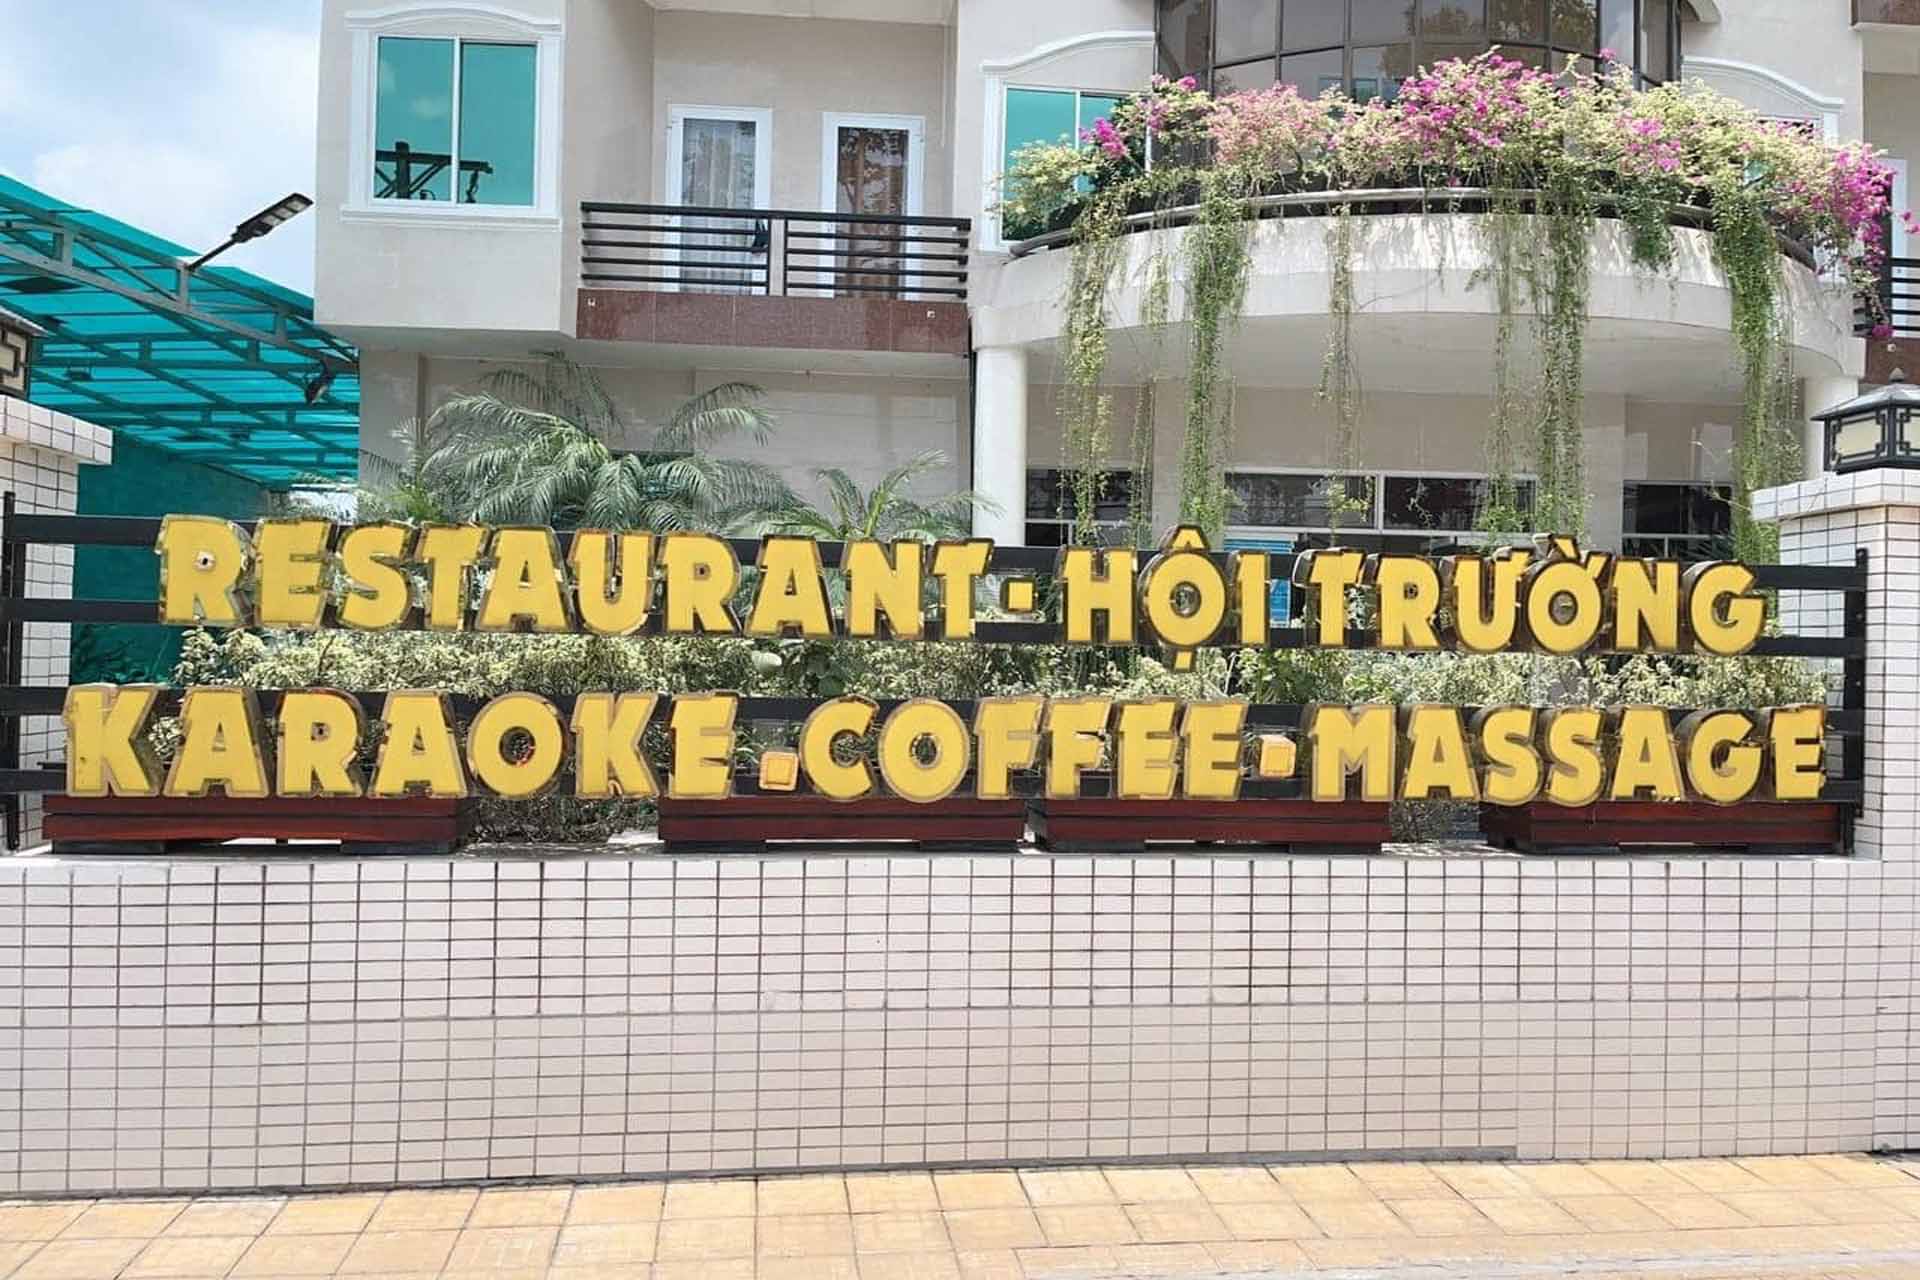 RESTAURANT · HỘI TRƯỜNG
KARAOKE · COFFEE · MASSAGE